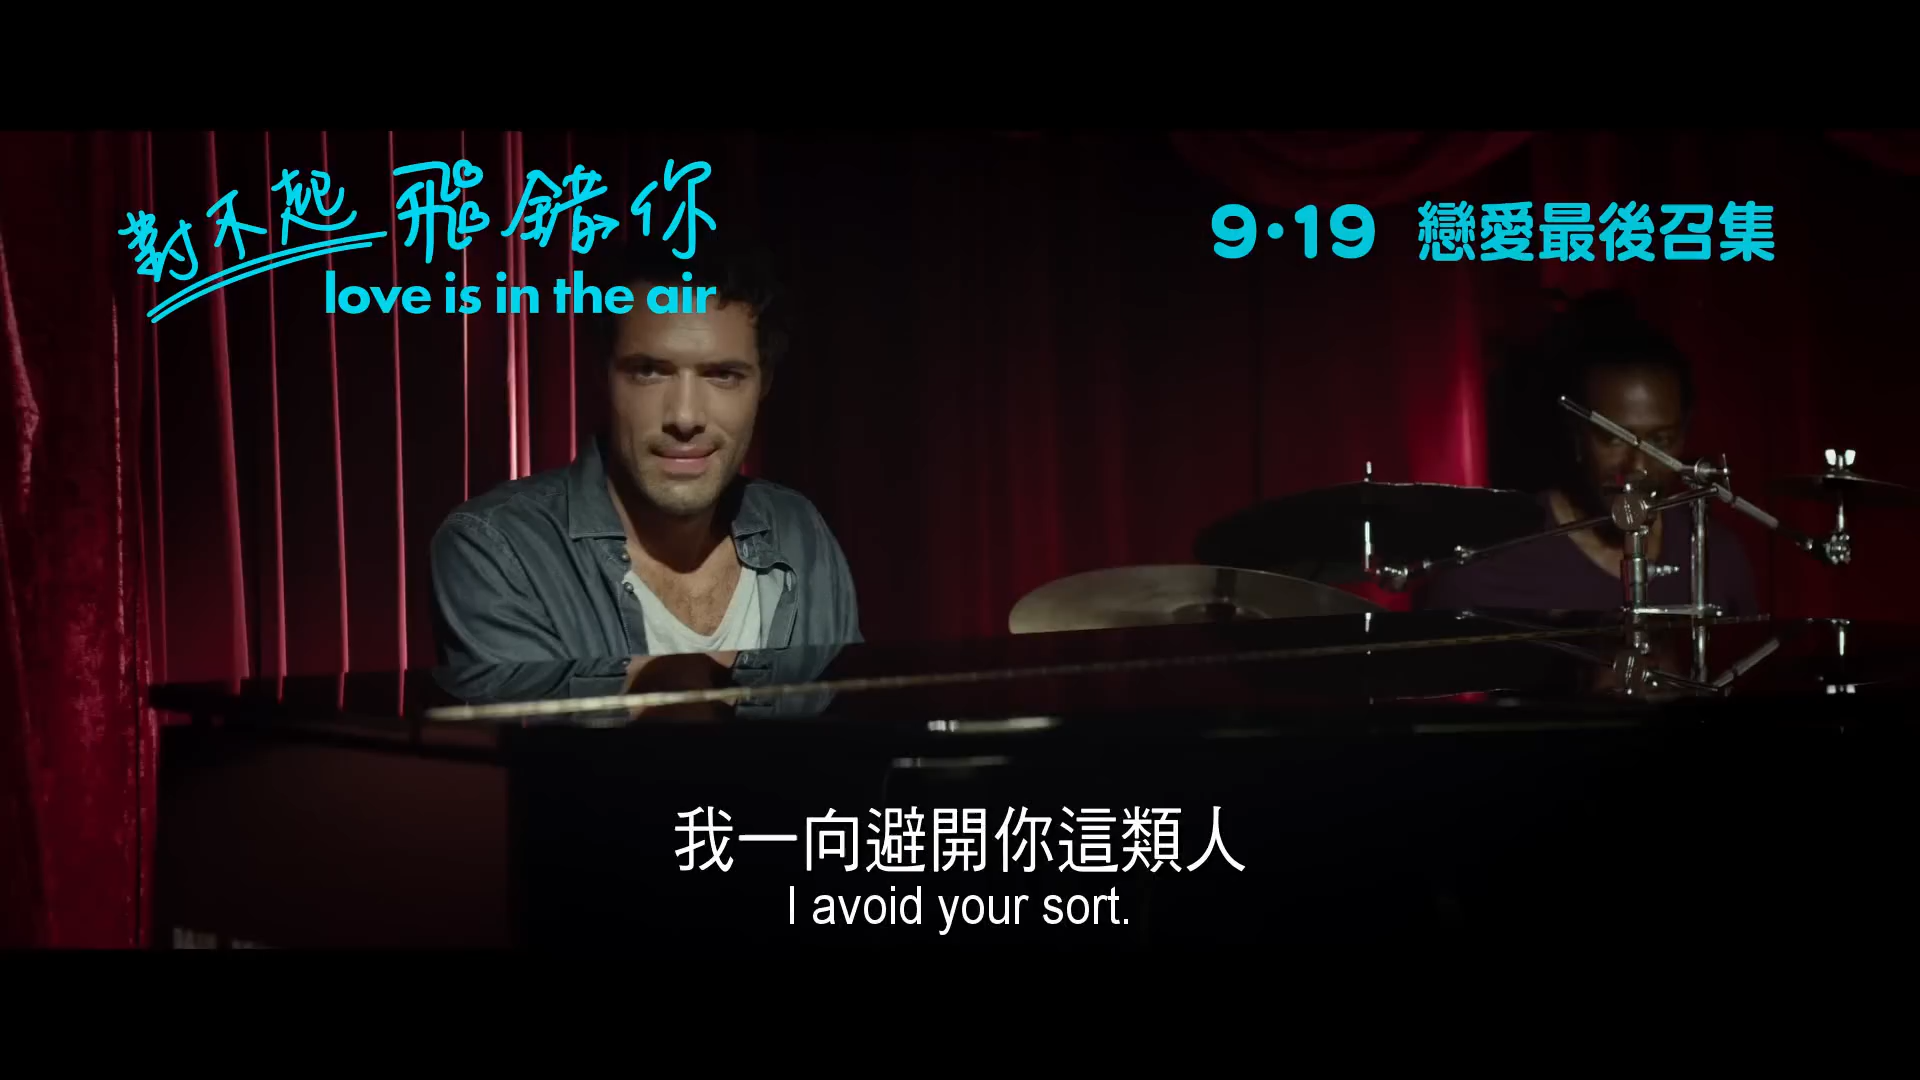 對不起 飛錯你
love is in the air
9·19 戀愛最後召集
我一向避開你這類人
I avoid your sort.